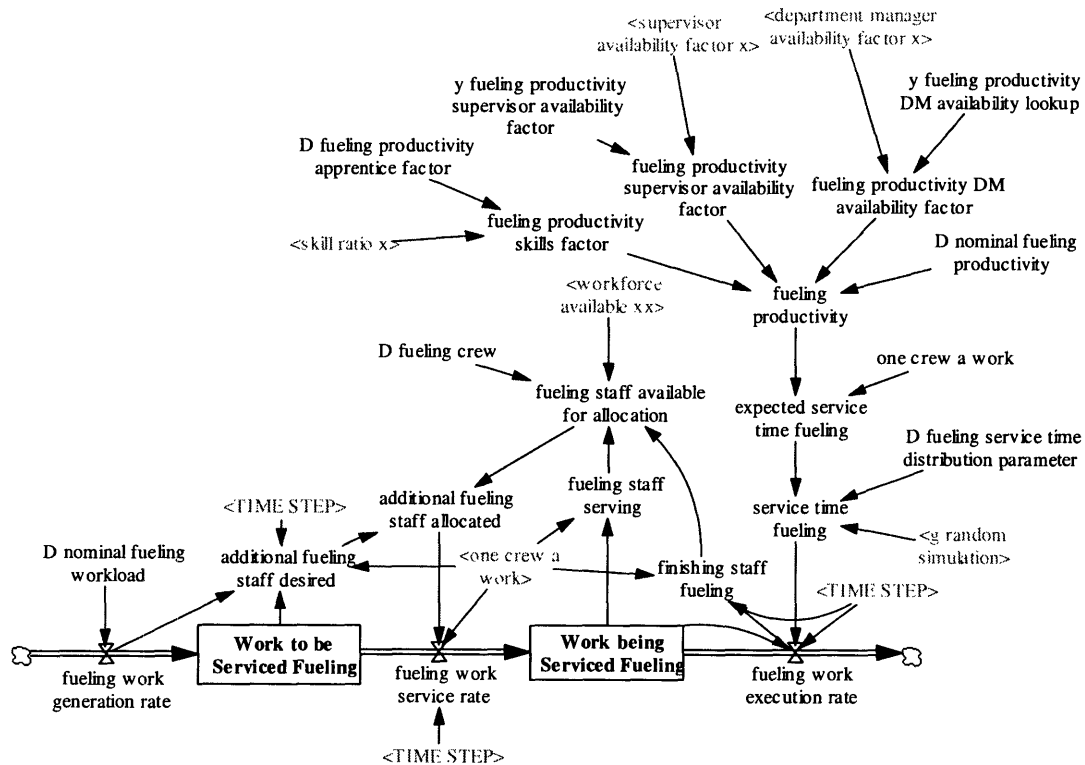 <supervisor
availability factor x>
<department manager
availability factor x>
y fueling productivity
supervisor availability
factor
y fueling productivity
DM availability lookup
D fueling productivity
apprentice factor
fueling productivity
supervisor availability
factor
fueling productivity DM
availability factor
fueling productivity
skills factor
<skill ratio x>
D nominal fueling
productivity
<workforce
available xx>
fueling
productivity
D fueling crew
one crew a work
fueling staff available
for allocation
expected service
time fueling
D fueling service time
distribution parameter
additional fueling
staff allocated
fueling staff
serving
service time
fueling
<TIME STEP>
<g random
simulation>
D nominal fueling
workload
additional fueling
staff desired
<one crew a
work>
finishing staff
fueling
<TIME STEP>
Work to be
Serviced Fueling
Work being
Serviced Fueling
fueling work
generation rate
fueling work
service rate
fueling work
execution rate
<TIME STEP>